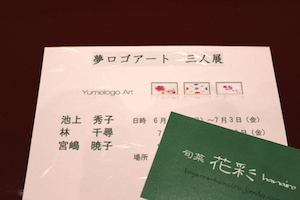 夢ロゴアート 三人展
Yumelogo Art
池上 秀子 日時 6月 ～7月3日(金)
林 千尋 7
宮嶋 暁子
場所
旬菜 花彩 hanairo